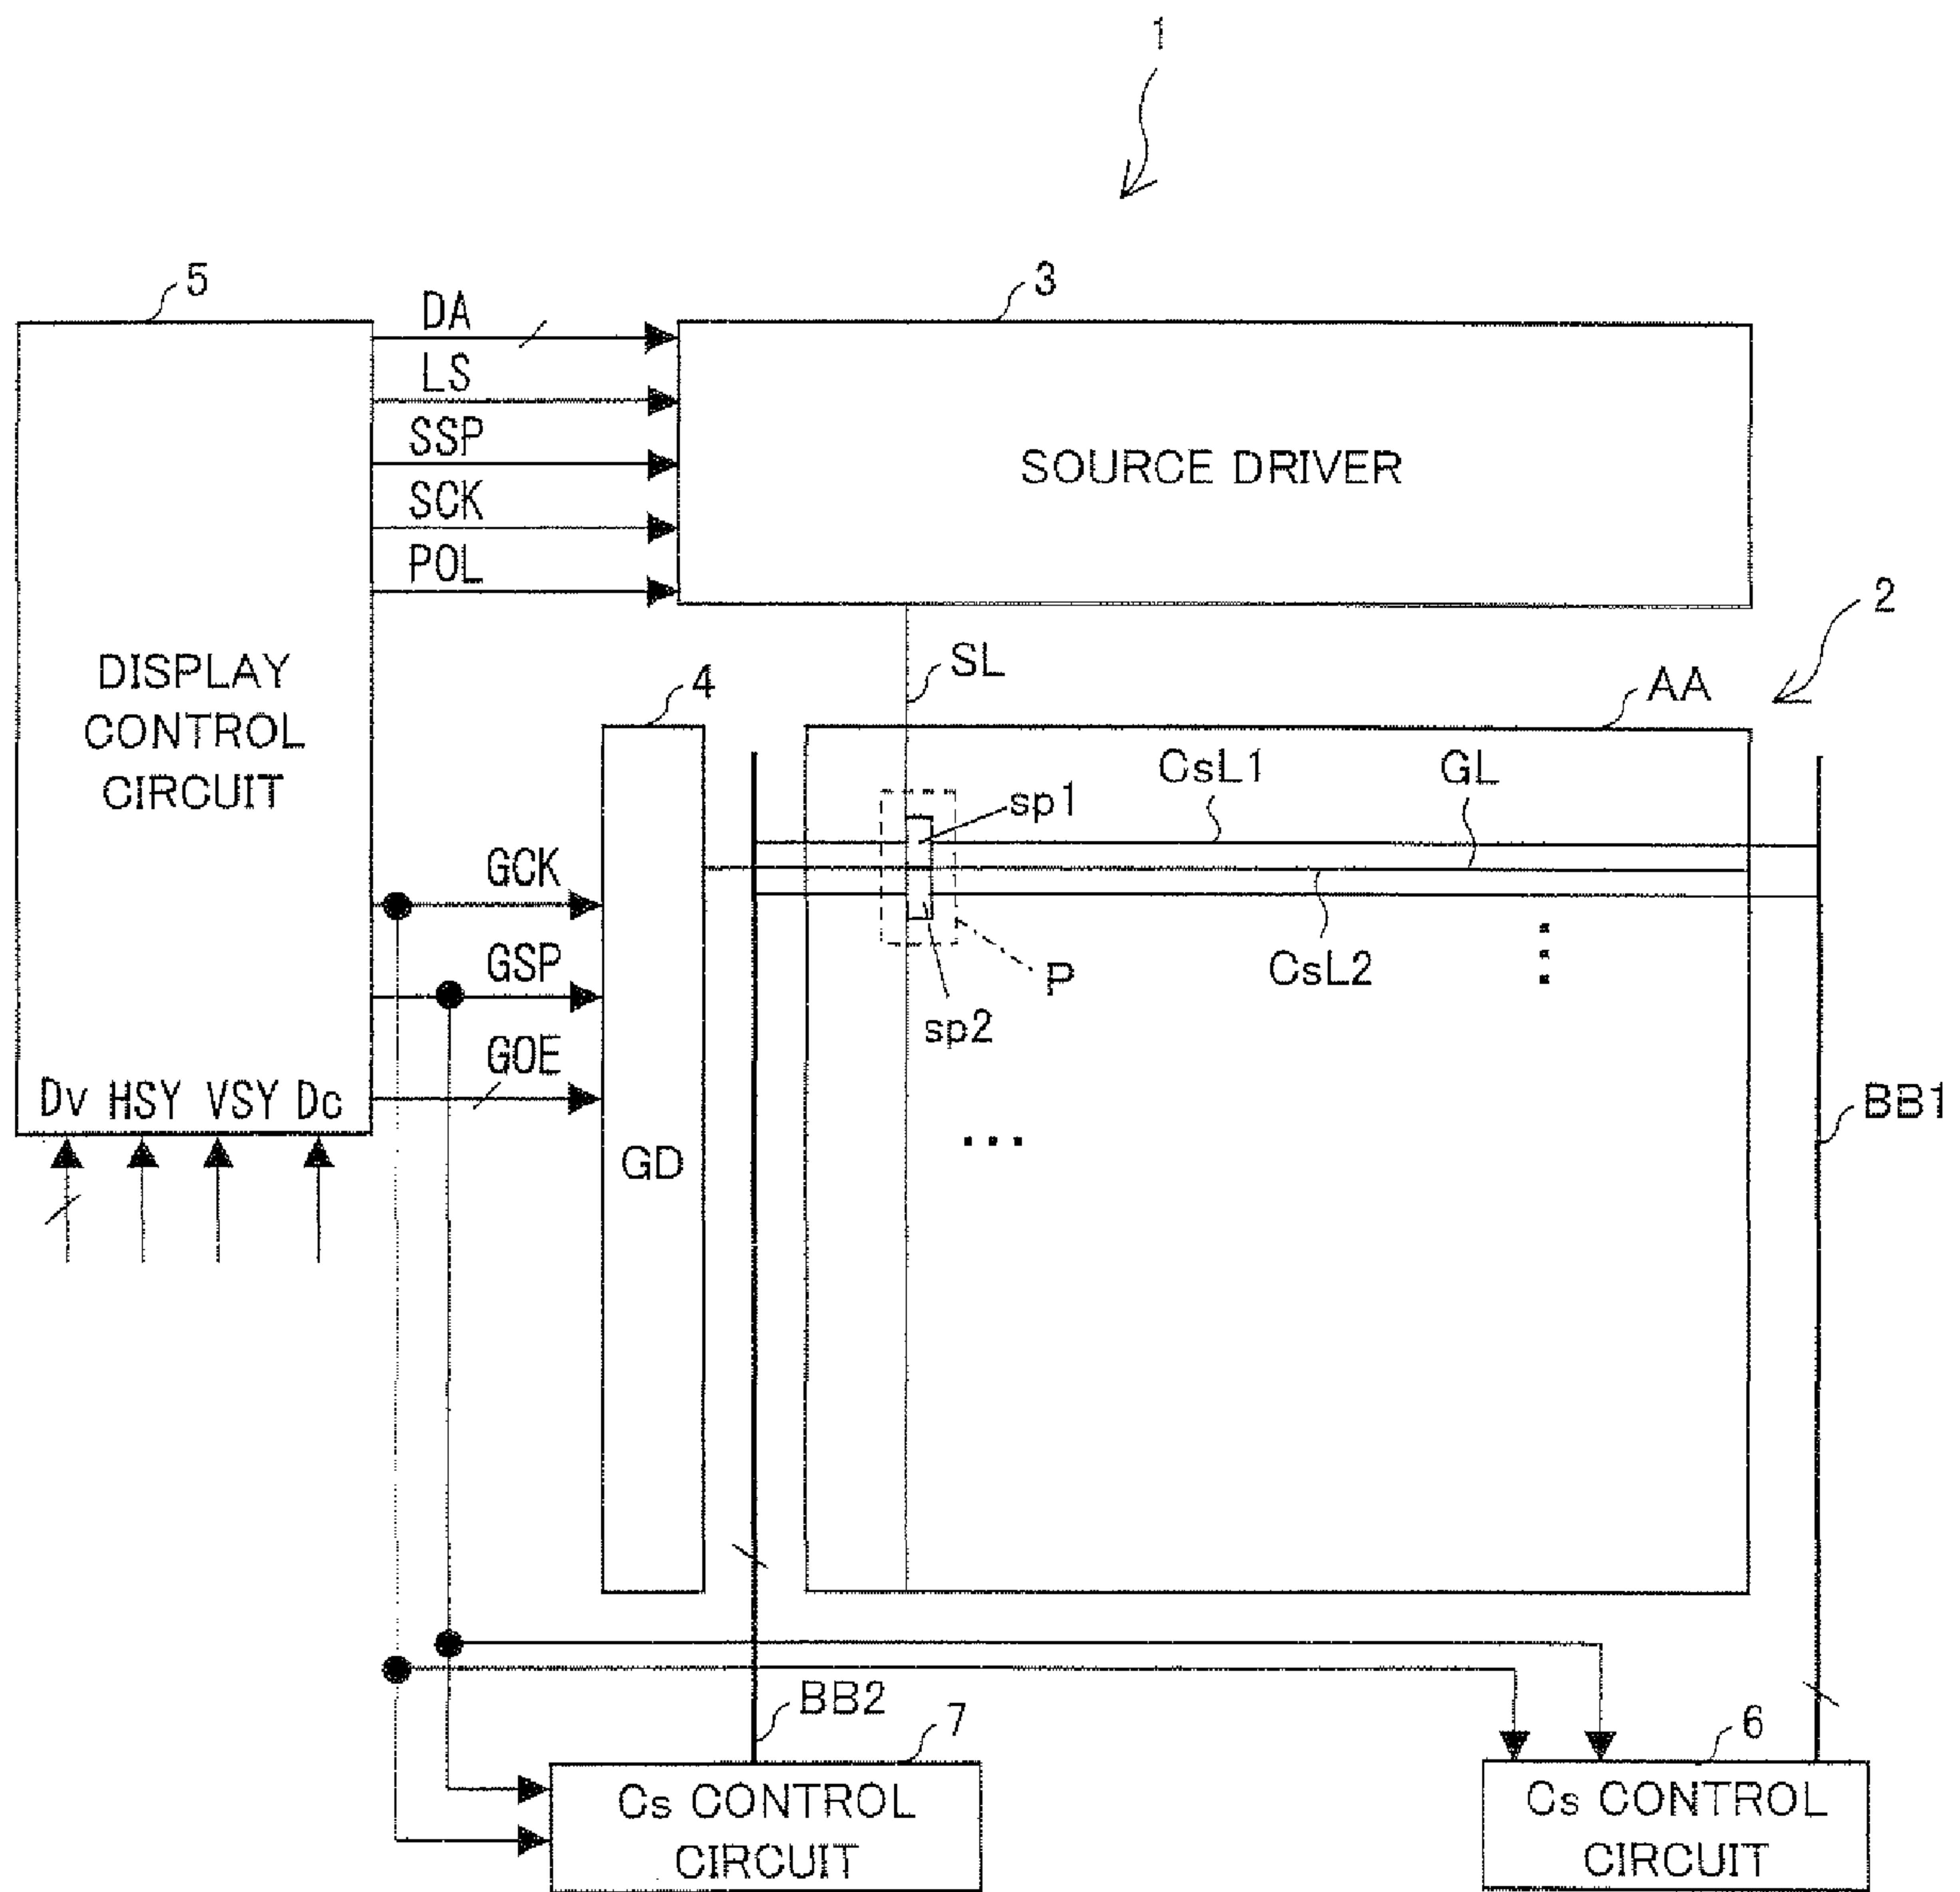 1
5
3
DA
LS
SSP
SCK
POL
SOURCE DRIVER
2
DISPLAY
CONTROL
CIRCUIT
4
SL
AA
CsL1
GL
sp1
GCK
GSP
GOE
CsL2
P
sp2
Dv HSY VSY Dc
BB1
GD
BB2
7
6
Cs CONTROL
CIRCUIT
Cs CONTROL
CIRCUIT